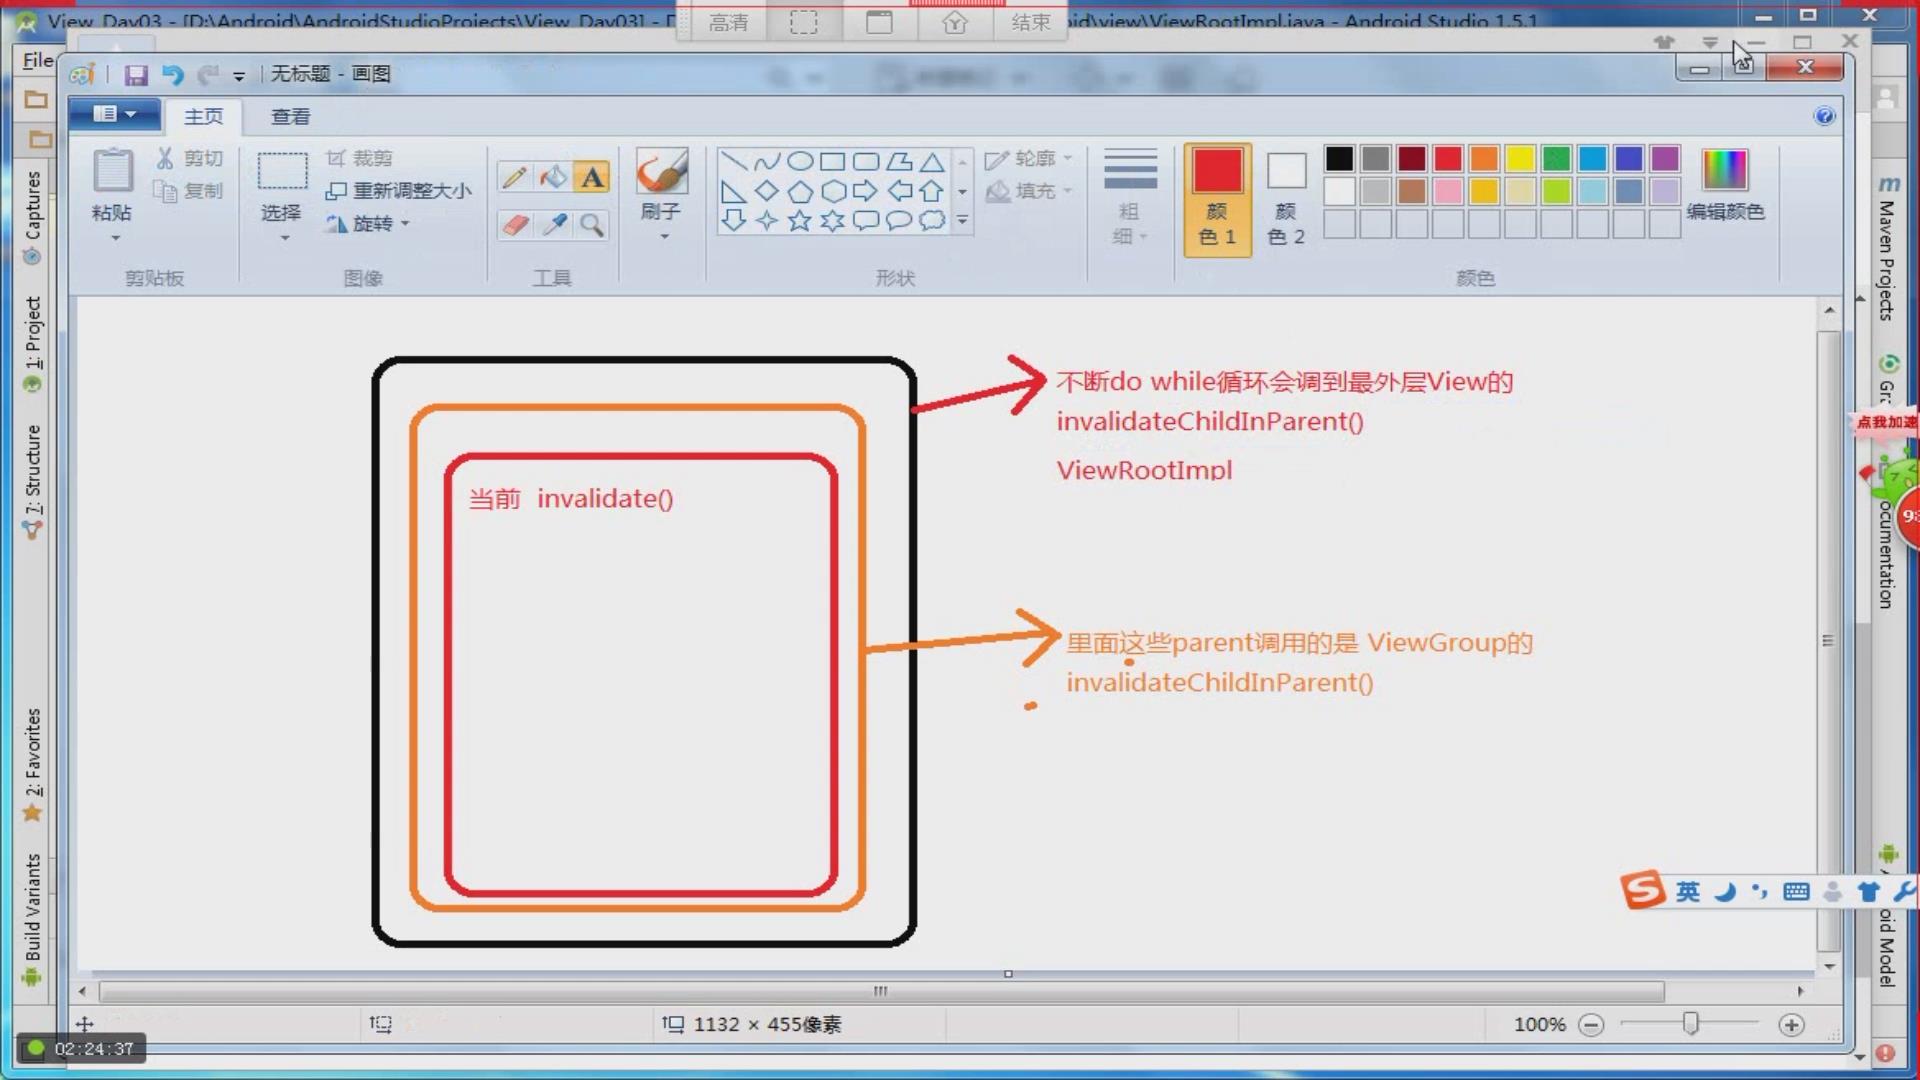 View_Day03 - [D:\Android\AndroidStudioProjects\View_Day03] - [
id\view\ViewRootImpl.java - Android Studio 1.5.1
高清
结束
File
无标题 - 画图
主页
查看
粘贴
剪切
复制
剪贴板
选择
裁剪
重新调整大小
旋转
图像
A
工具
刷子
形状
轮廓
填充
粗
细
颜
色 1
颜
色 2
编辑颜色
颜色
Captures
1: Project
7: Structure
2: Favorites
Build Variants
Maven Projects
点我加速
ocumentation
oid Model
不断do while循环会调到最外层View的
invalidateChildInParent()
ViewRootImpl
当前 invalidate()
里面这些parent调用的是 ViewGroup的
invalidateChildInParent()
S 英
1132 × 455像素
100%
02:24:37